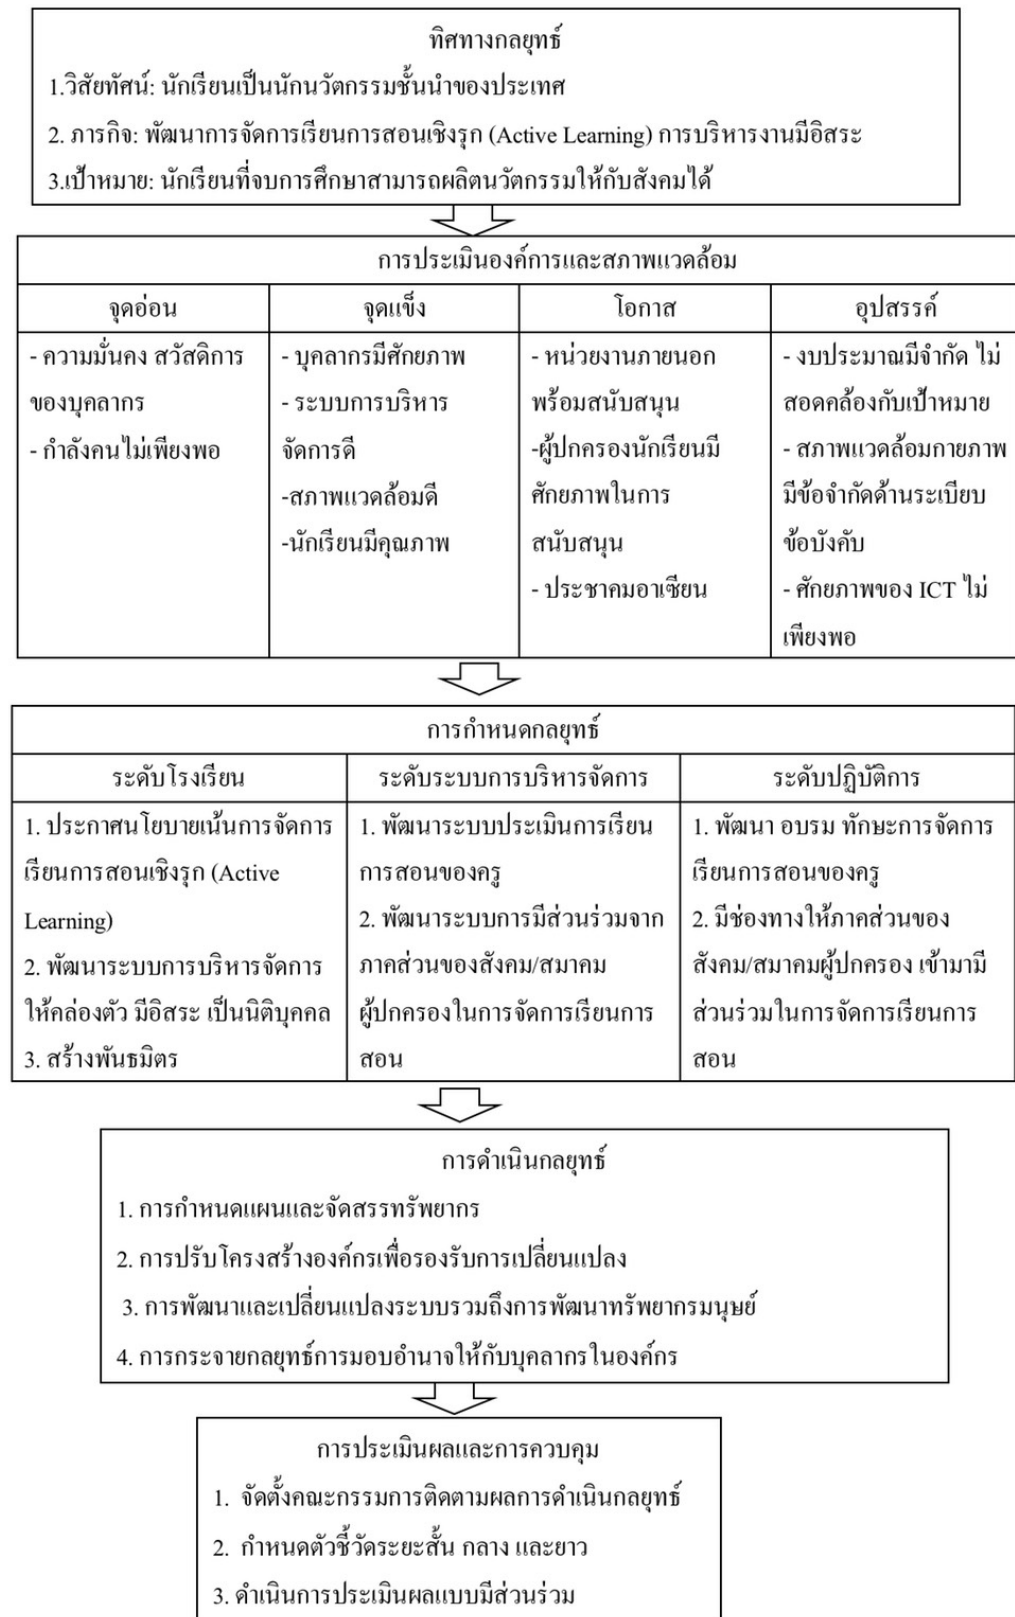 ทิศทางกลยุทธ์
1.วิสัยทัศน์: นักเรียนเป็นนักนวัตกรรมชั้นนำของประเทศ
2. ภารกิจ: พัฒนาการจัดการเรียนการสอนเชิงรุก (Active Learning) การบริหารงานมีอิสระ
3.เป้าหมาย: นักเรียนที่จบการศึกษาสามารถผลิตนวัตกรรมให้กับสังคมได้
การประเมินองค์การและสภาพแวดล้อม
จุดอ่อน
- ความมั่นคง สวัสดิการ
ของบุคลากร
- กำลังคนไม่เพียงพอ
จุดแข็ง
- บุคลากรมีศักยภาพ
- ระบบการบริหาร
จัดการดี
-สภาพแวดล้อมดี
-นักเรียนมีคุณภาพ
โอกาส
- หน่วยงานภายนอก
พร้อมสนับสนุน
-ผู้ปกครองนักเรียนมี
ศักยภาพในการ
สนับสนุน
- ประชาคมอาเซียน
อุปสรรค์
- งบประมาณมีจำกัด ไม่
สอดคล้องกับเป้าหมาย
- สภาพแวดล้อมกายภาพ
มีข้อจำกัดด้านระเบียบ
ข้อบังคับ
- ศักยภาพของ ICT ไม่
เพียงพอ
การกำหนดกลยุทธ์
ระดับโรงเรียน
1. ประกาศนโยบายเน้นการจัดการ
เรียนการสอนเชิงรุก (Active
Learning)
2. พัฒนาระบบการบริหารจัดการ
ให้คล่องตัว มีอิสระ เป็นนิติบุคคล
3. สร้างพันธมิตร
ระดับระบบการบริหารจัดการ
1. พัฒนาระบบประเมินการเรียน
การสอนของครู
2. พัฒนาระบบการมีส่วนร่วมจาก
ภาคส่วนของสังคม/สมาคม
ผู้ปกครองในการจัดการเรียนการ
สอน
ระดับปฏิบัติการ
1. พัฒนา อบรม ทักษะการจัดการ
เรียนการสอนของครู
2. มีช่องทางให้ภาคส่วนของ
สังคม/สมาคมผู้ปกครอง เข้ามามี
ส่วนร่วมในการจัดการเรียนการ
สอน
การดำเนินกลยุทธ์
1. การกำหนดแผนและจัดสรรทรัพยากร
2. การปรับโครงสร้างองค์กรเพื่อรองรับการเปลี่ยนแปลง
3. การพัฒนาและเปลี่ยนแปลงระบบรวมถึงการพัฒนาทรัพยากรมนุษย์
4. การกระจายกลยุทธ์การมอบอำนาจให้กับบุคลากรในองค์กร
การประเมินผลและการควบคุม
1. จัดตั้งคณะกรรมการติดตามผลการดำเนินกลยุทธ์
2. กำหนดตัวชี้วัดระยะสั้น กลาง และยาว
3. ดำเนินการประเมินผลแบบมีส่วนร่วม